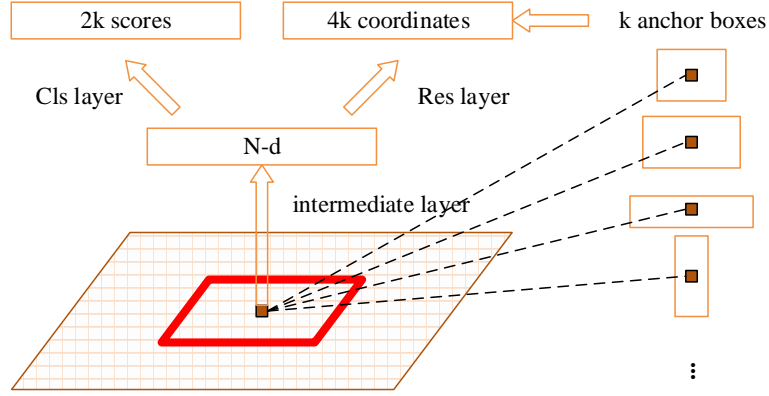 2k scores
4k coordinates
k anchor boxes
Cls layer
Res layer
N-d
intermediate layer